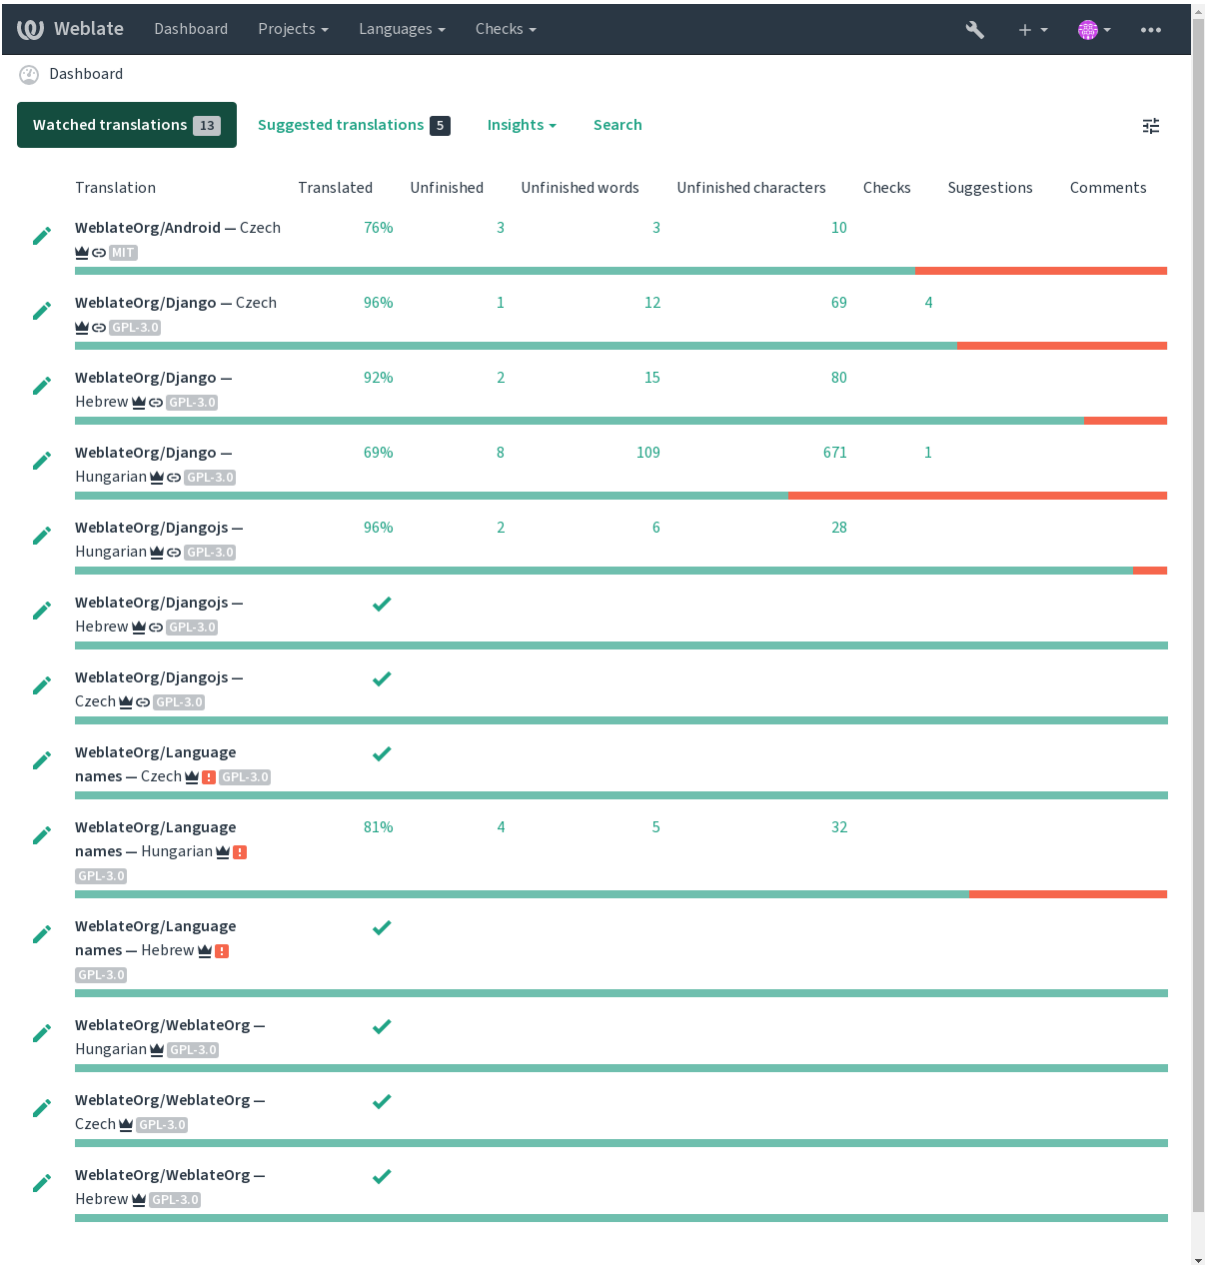 Weblate Dashboard Projects Languages Checks
Dashboard
Watched translations 13 Suggested translations 5 Insights Search
Translation Translated Unfinished Unfinished words Unfinished characters Checks Suggestions Comments
WeblateOrg/Android — Czech 76% 3 3 10
MIT
WeblateOrg/Django — Czech 96% 1 12 69 4
GPL-3.0
WeblateOrg/Django — 92% 2 15 80
Hebrew GPL-3.0
WeblateOrg/Django — 69% 8 109 671 1
Hungarian GPL-3.0
WeblateOrg/Djangojs — 96% 2 6 28
Hungarian GPL-3.0
WeblateOrg/Djangojs —
Hebrew GPL-3.0
WeblateOrg/Djangojs —
Czech GPL-3.0
WeblateOrg/Language
names — Czech GPL-3.0
WeblateOrg/Language 81% 4 5 32
names — Hungarian
GPL-3.0
WeblateOrg/Language
names — Hebrew
GPL-3.0
WeblateOrg/WeblateOrg —
Hungarian GPL-3.0
WeblateOrg/WeblateOrg —
Czech GPL-3.0
WeblateOrg/WeblateOrg —
Hebrew GPL-3.0